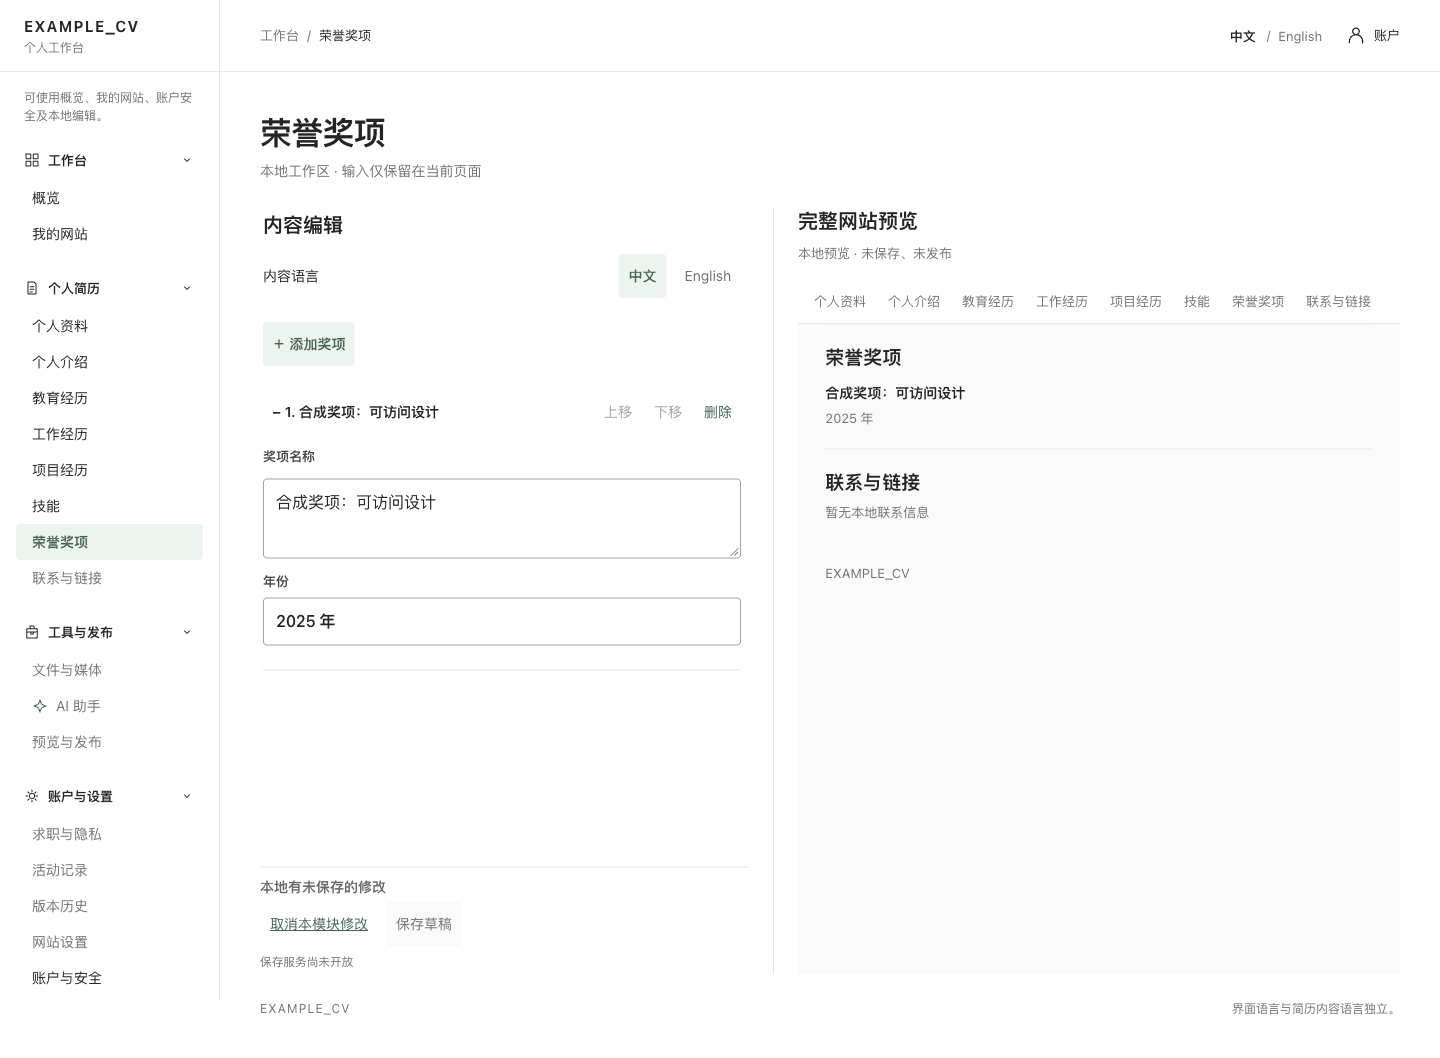 EXAMPLE_CV
个人工作台
可使用概览、我的网站、账户安
全及本地编辑。
工作台
概览
我的网站
个人简历
个人资料
个人介绍
教育经历
工作经历
项目经历
技能
荣誉奖项
联系与链接
工具与发布
文件与媒体
AI 助手
预览与发布
账户与设置
求职与隐私
活动记录
版本历史
网站设置
账户与安全
工作台 / 荣誉奖项
中文 / English 账户
荣誉奖项
本地工作区 · 输入仅保留在当前页面
内容编辑
内容语言 中文 English
+ 添加奖项
– 1. 合成奖项：可访问设计 上移 下移 删除
奖项名称
合成奖项：可访问设计
年份
2025 年
本地有未保存的修改
取消本模块修改 保存草稿
保存服务尚未开放
完整网站预览
本地预览 · 未保存、未发布
个人资料 个人介绍 教育经历 工作经历 项目经历 技能 荣誉奖项 联系与链接
荣誉奖项
合成奖项：可访问设计
2025 年
联系与链接
暂无本地联系信息
EXAMPLE_CV
EXAMPLE_CV 界面语言与简历内容语言独立。